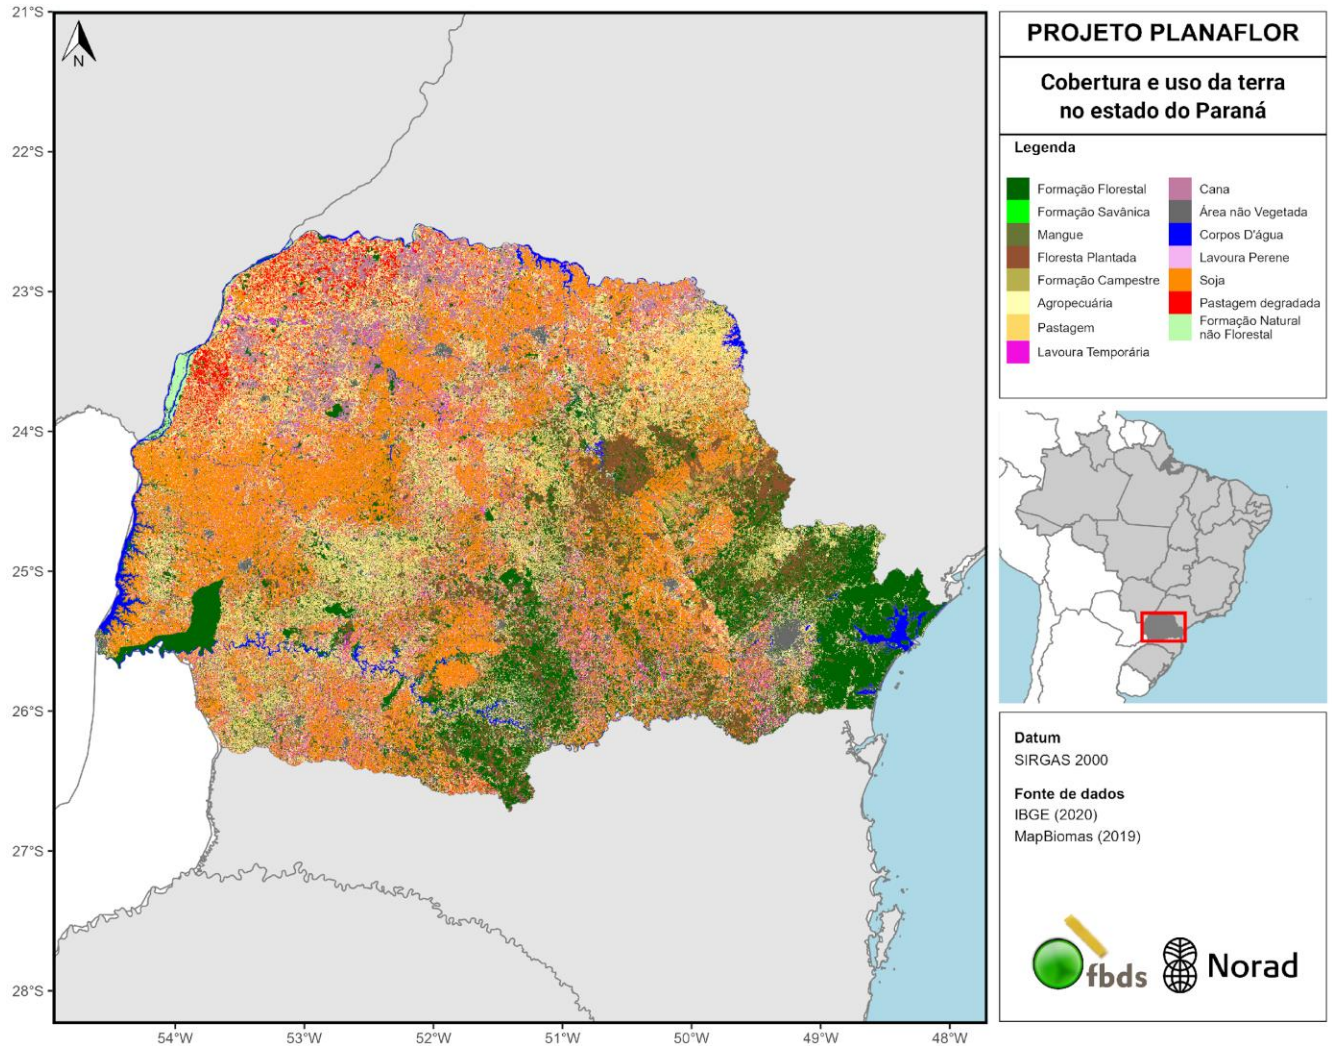 21°S
22°S
23°S
24°S
25°S
26°S
27°S
28°S
54°W
53°W
52°W
51°W
50°W
49°W
48°W
N
PROJETO PLANAFLOR
Cobertura e uso da terra
no estado do Paraná
Legenda
Formação Florestal
Formação Savânica
Mangue
Floresta Plantada
Formação Campestre
Agropecuária
Pastagem
Lavoura Temporária
Cana
Área não Vegetada
Corpos D'água
Lavoura Perene
Soja
Pastagem degradada
Formação Natural
não Florestal
Datum
SIRGAS 2000
Fonte de dados
IBGE (2020)
MapBiomas (2019)
fbds
Norad